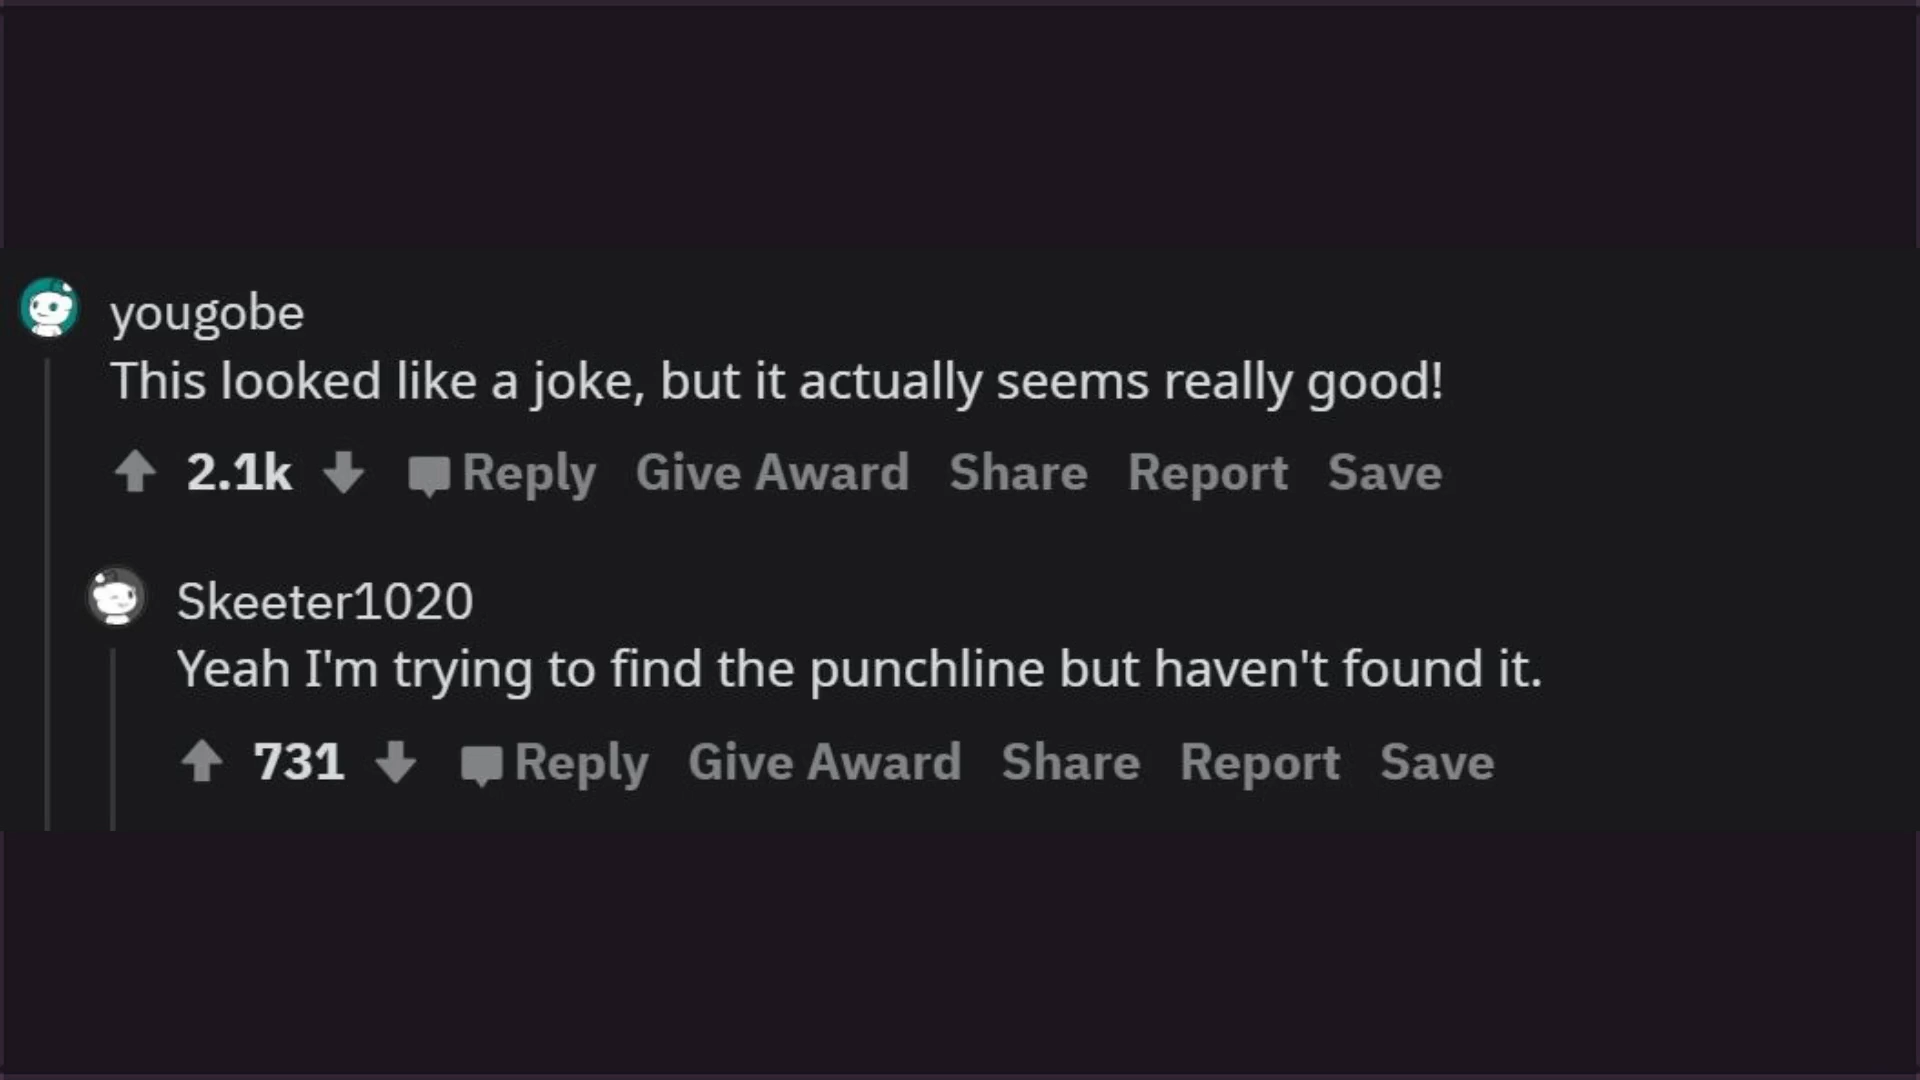 yougobe
This looked like a joke, but it actually seems really good!
2.1k Reply Give Award Share Report Save
Skeeter1020
Yeah I'm trying to find the punchline but haven't found it.
731 Reply Give Award Share Report Save